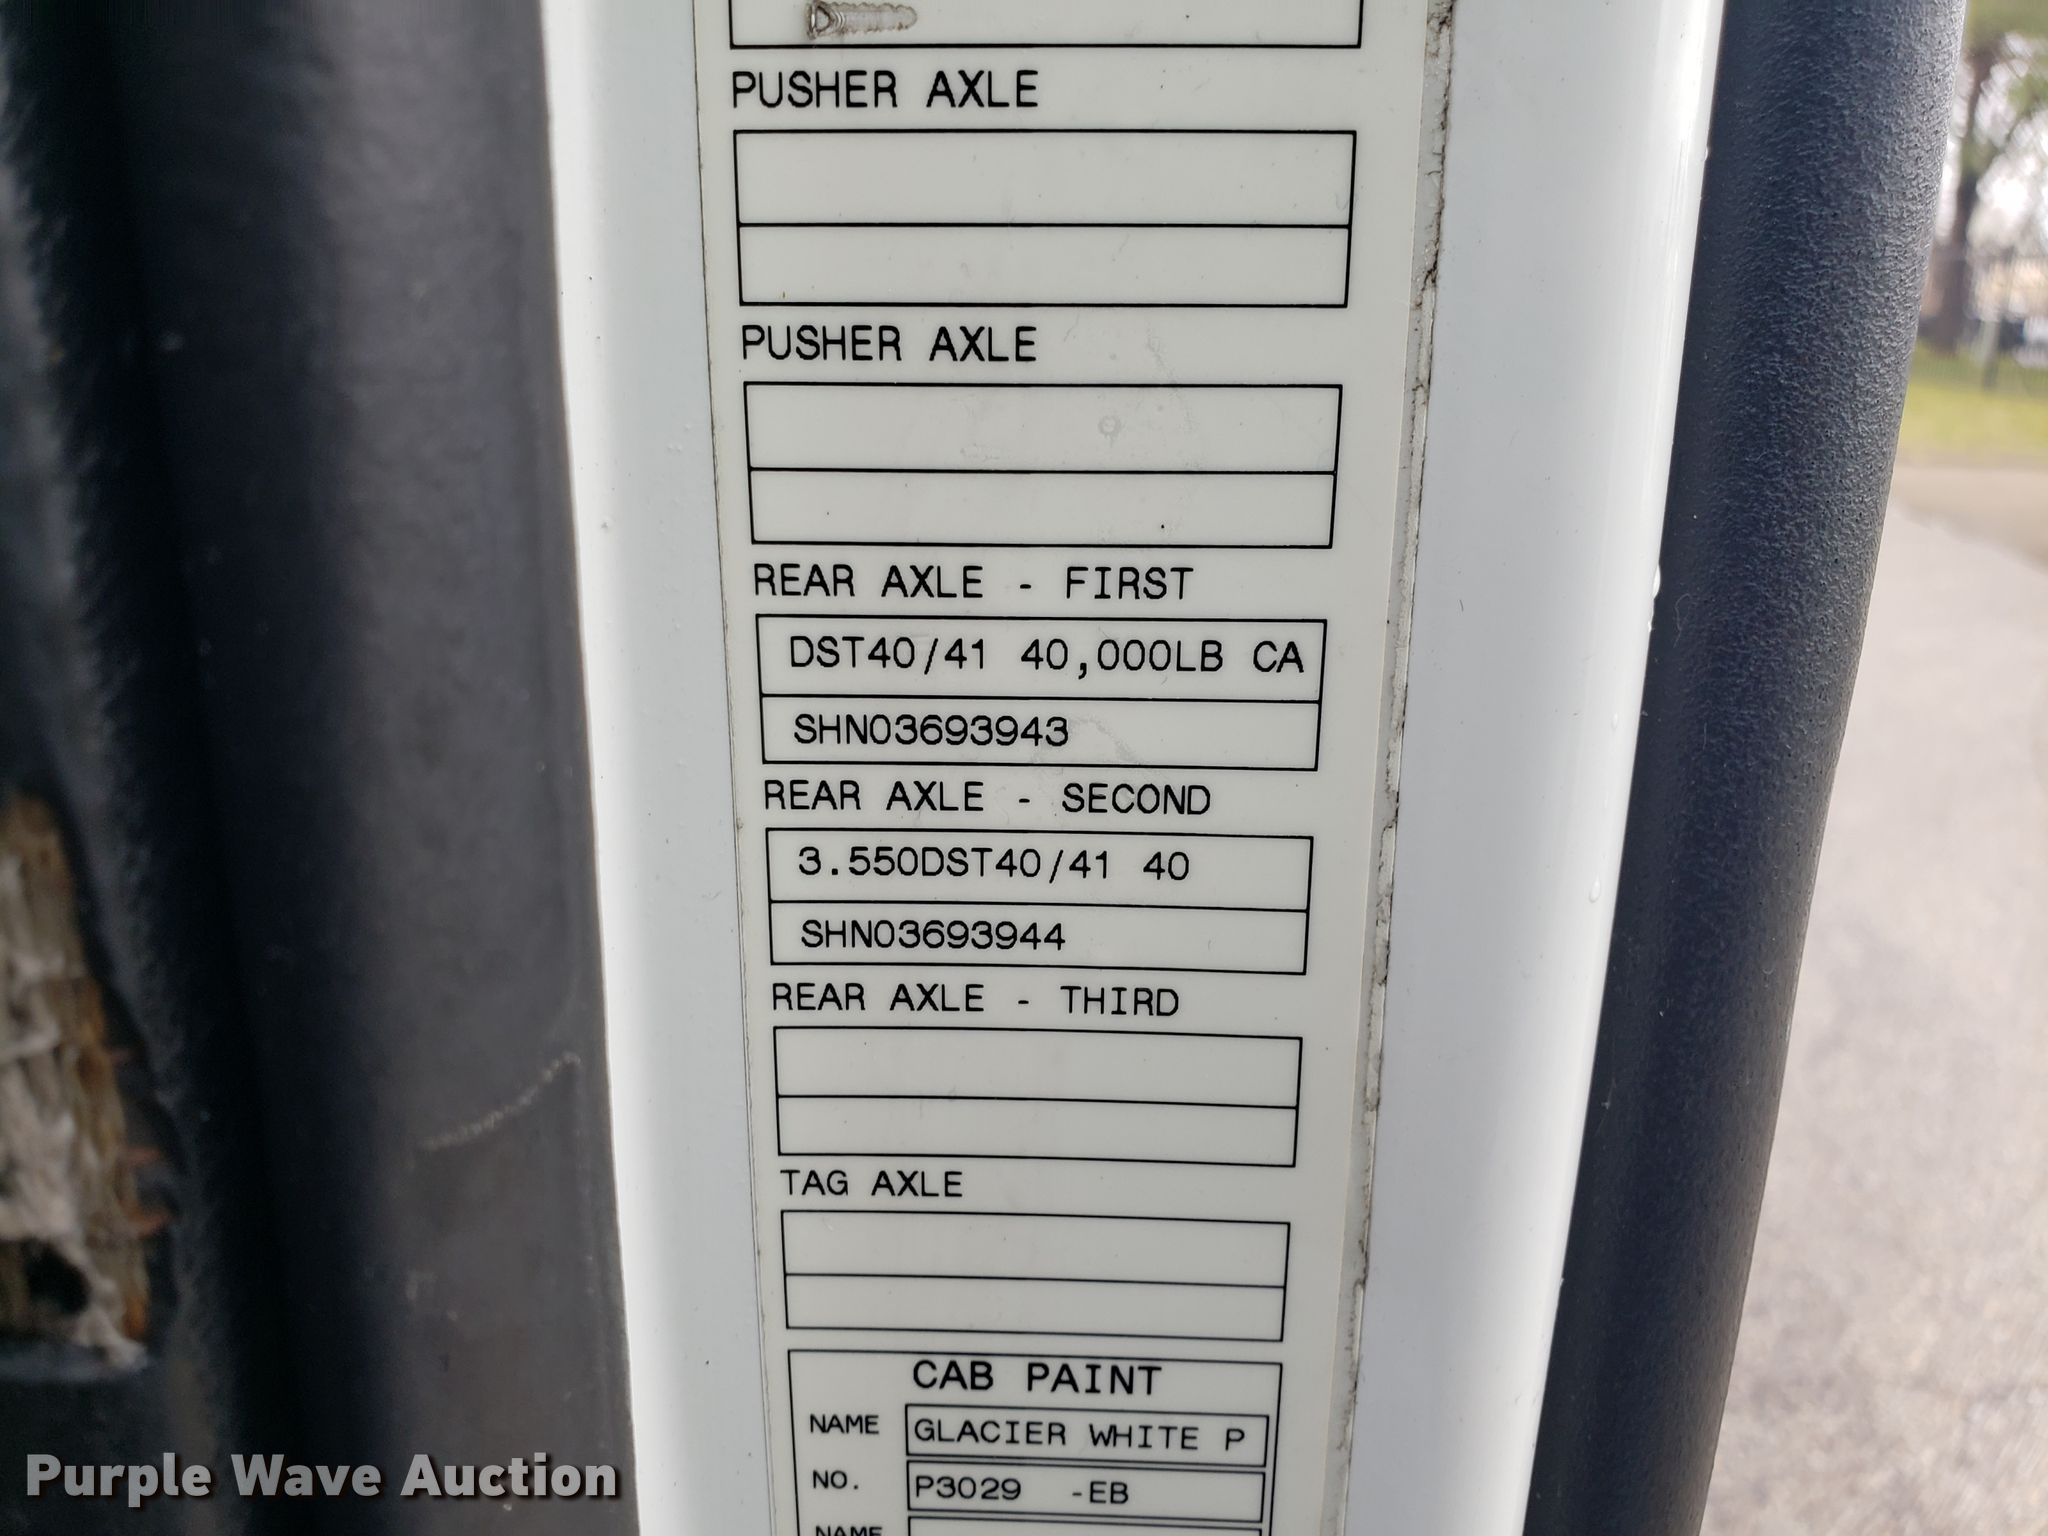 PUSHER AXLE
PUSHER AXLE
REAR AXLE - FIRST
DST40/41 40,000LB CA
SHN03693943
REAR AXLE - SECOND
3.550DST40/41 40
SHN03693944
REAR AXLE - THIRD
TAG AXLE
CAB PAINT
NAME GLACIER WHITE P
NO. P3029 -EB
NAME
Purple Wave Auction